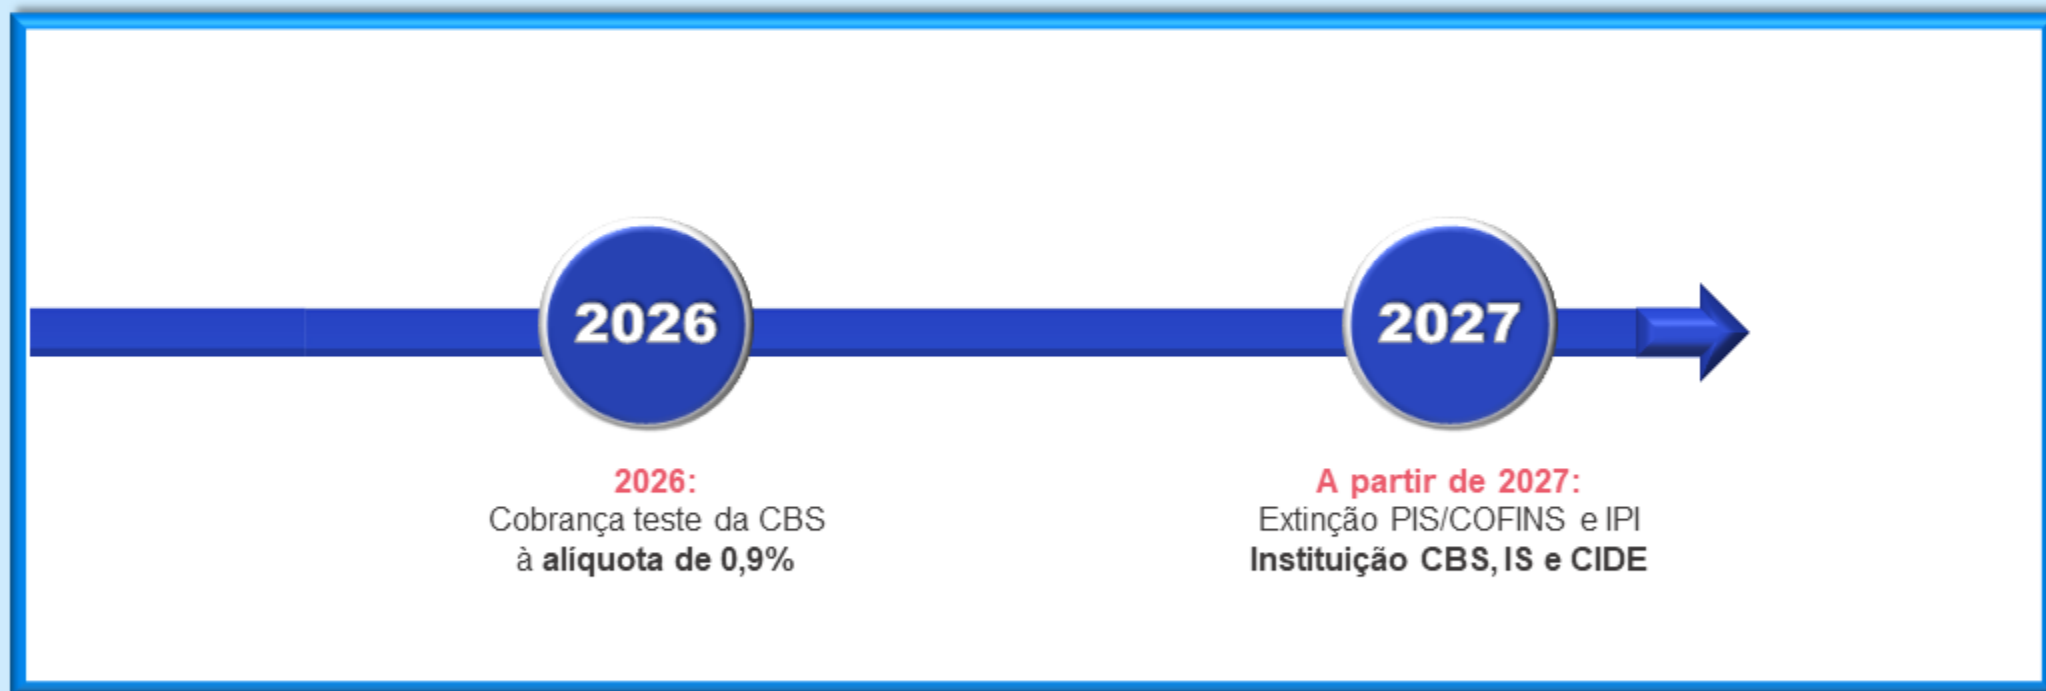 2026
2027
2026:
Cobrança teste da CBS
à alíquota de 0,9%
A partir de 2027:
Extinção PIS/COFINS e IPI
Instituição CBS, IS e CIDE